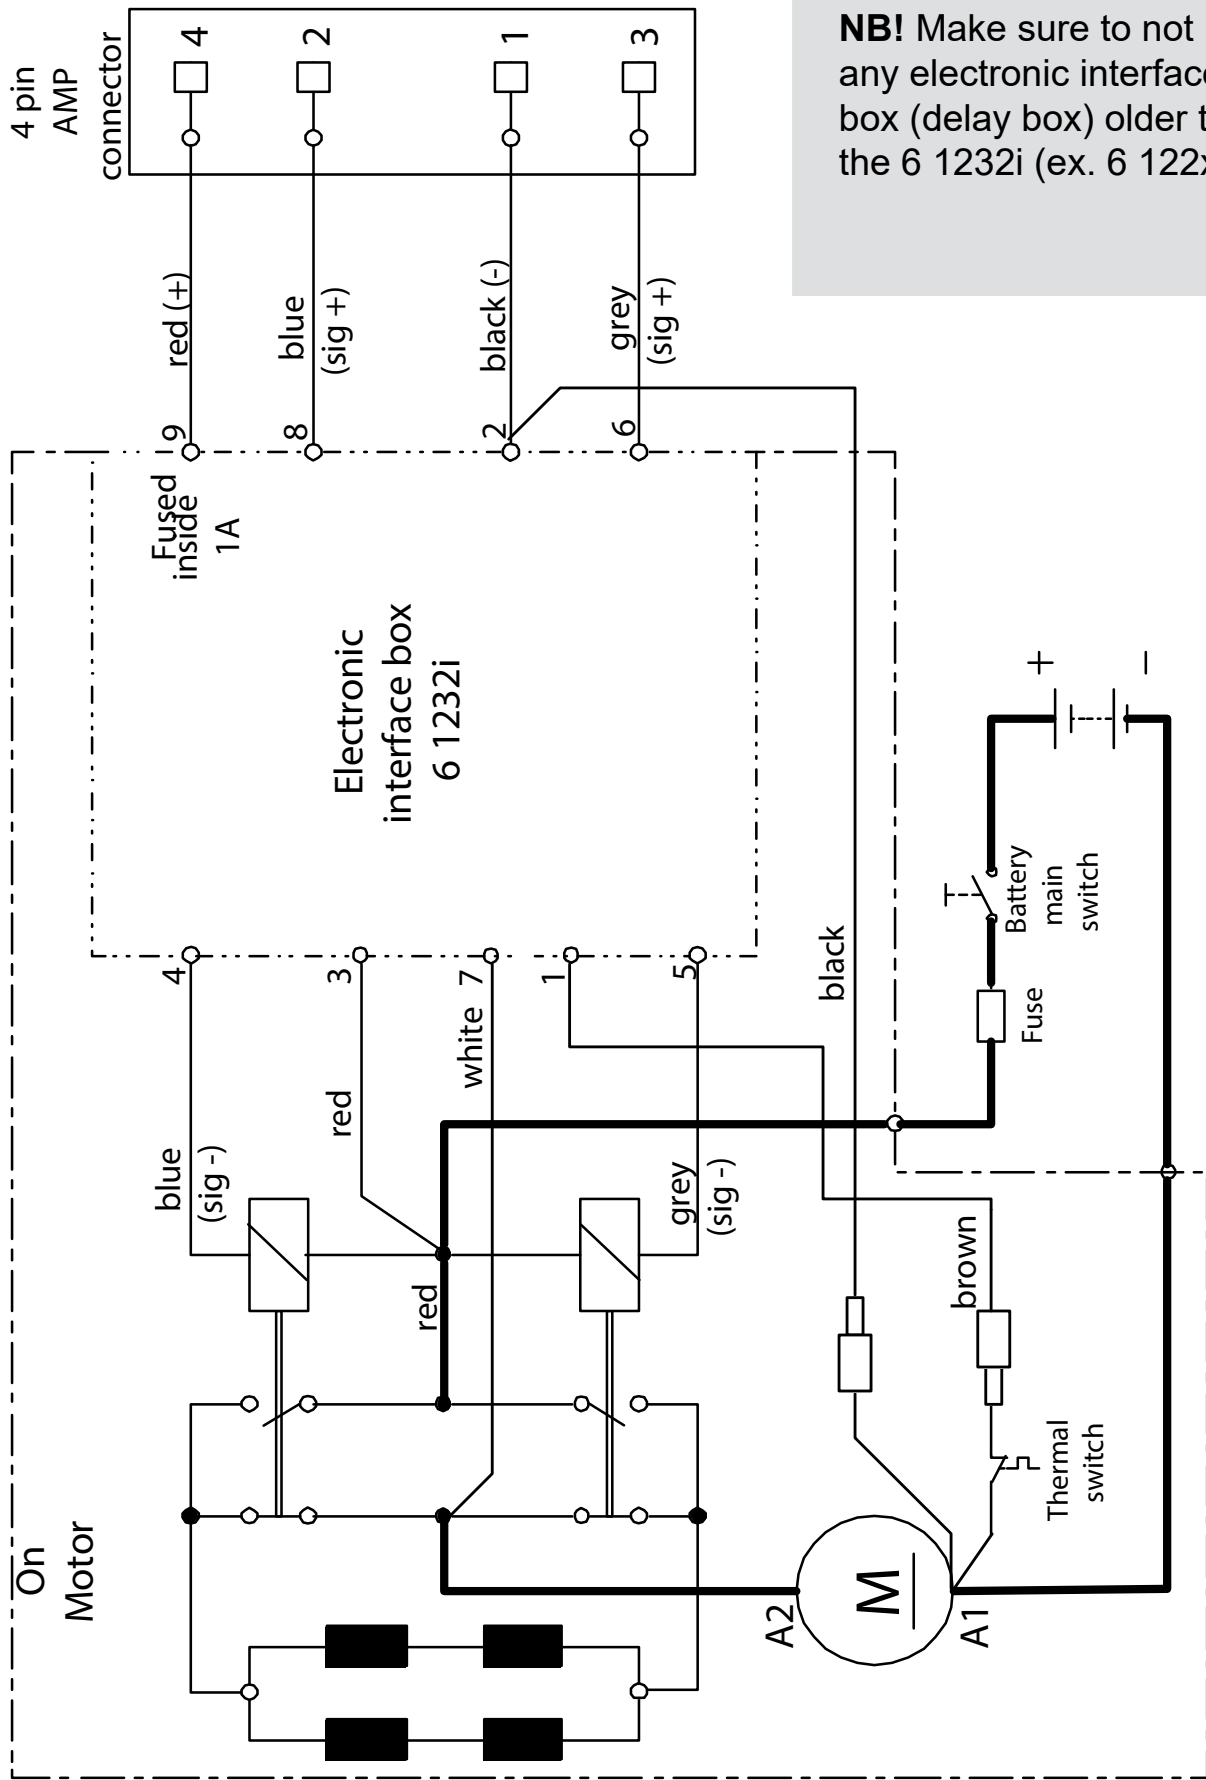 4 pin
AMP
connector
4
2
1
3
NB! Make sure to not
any electronic interface
box (delay box) older t
the 6 1232i (ex. 6 122x
red (+)
blue
(sig +)
black (-)
grey
(sig +)
9
8
2
6
Fused
inside
1A
Electronic
interface box
6 1232i
+
–
4
3
7
1
5
blue
(sig -)
red
white
grey
(sig -)
black
Battery
main
switch
Fuse
red
brown
Thermal
switch
On
Motor
A2
M
A1